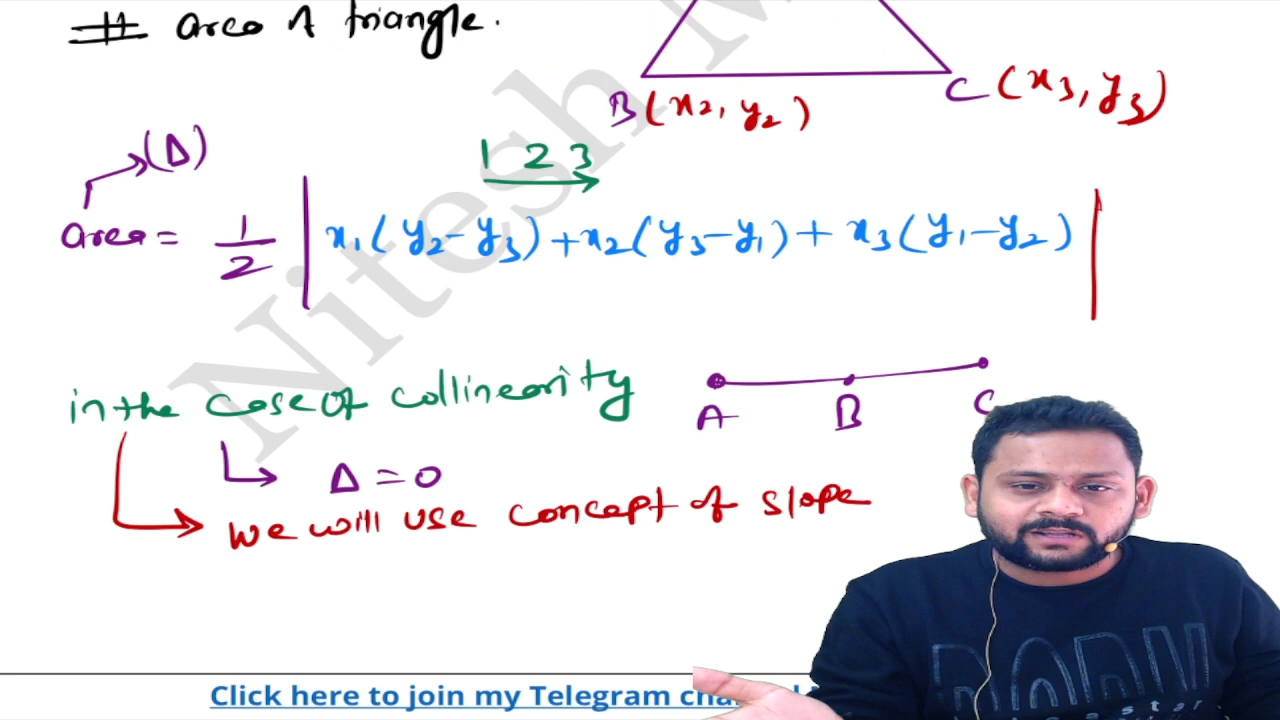 # area of triangle.
B (x2, y2)
C (x3, y3)
1 2 3
(Δ)
area = 1/2 | x1(y2-y3)+x2(y3-y1)+x3(y1-y2) |
in the case of collinearity
A B C
Δ = 0
we will use concept of slope
Nitesh
Click here to join my Telegram